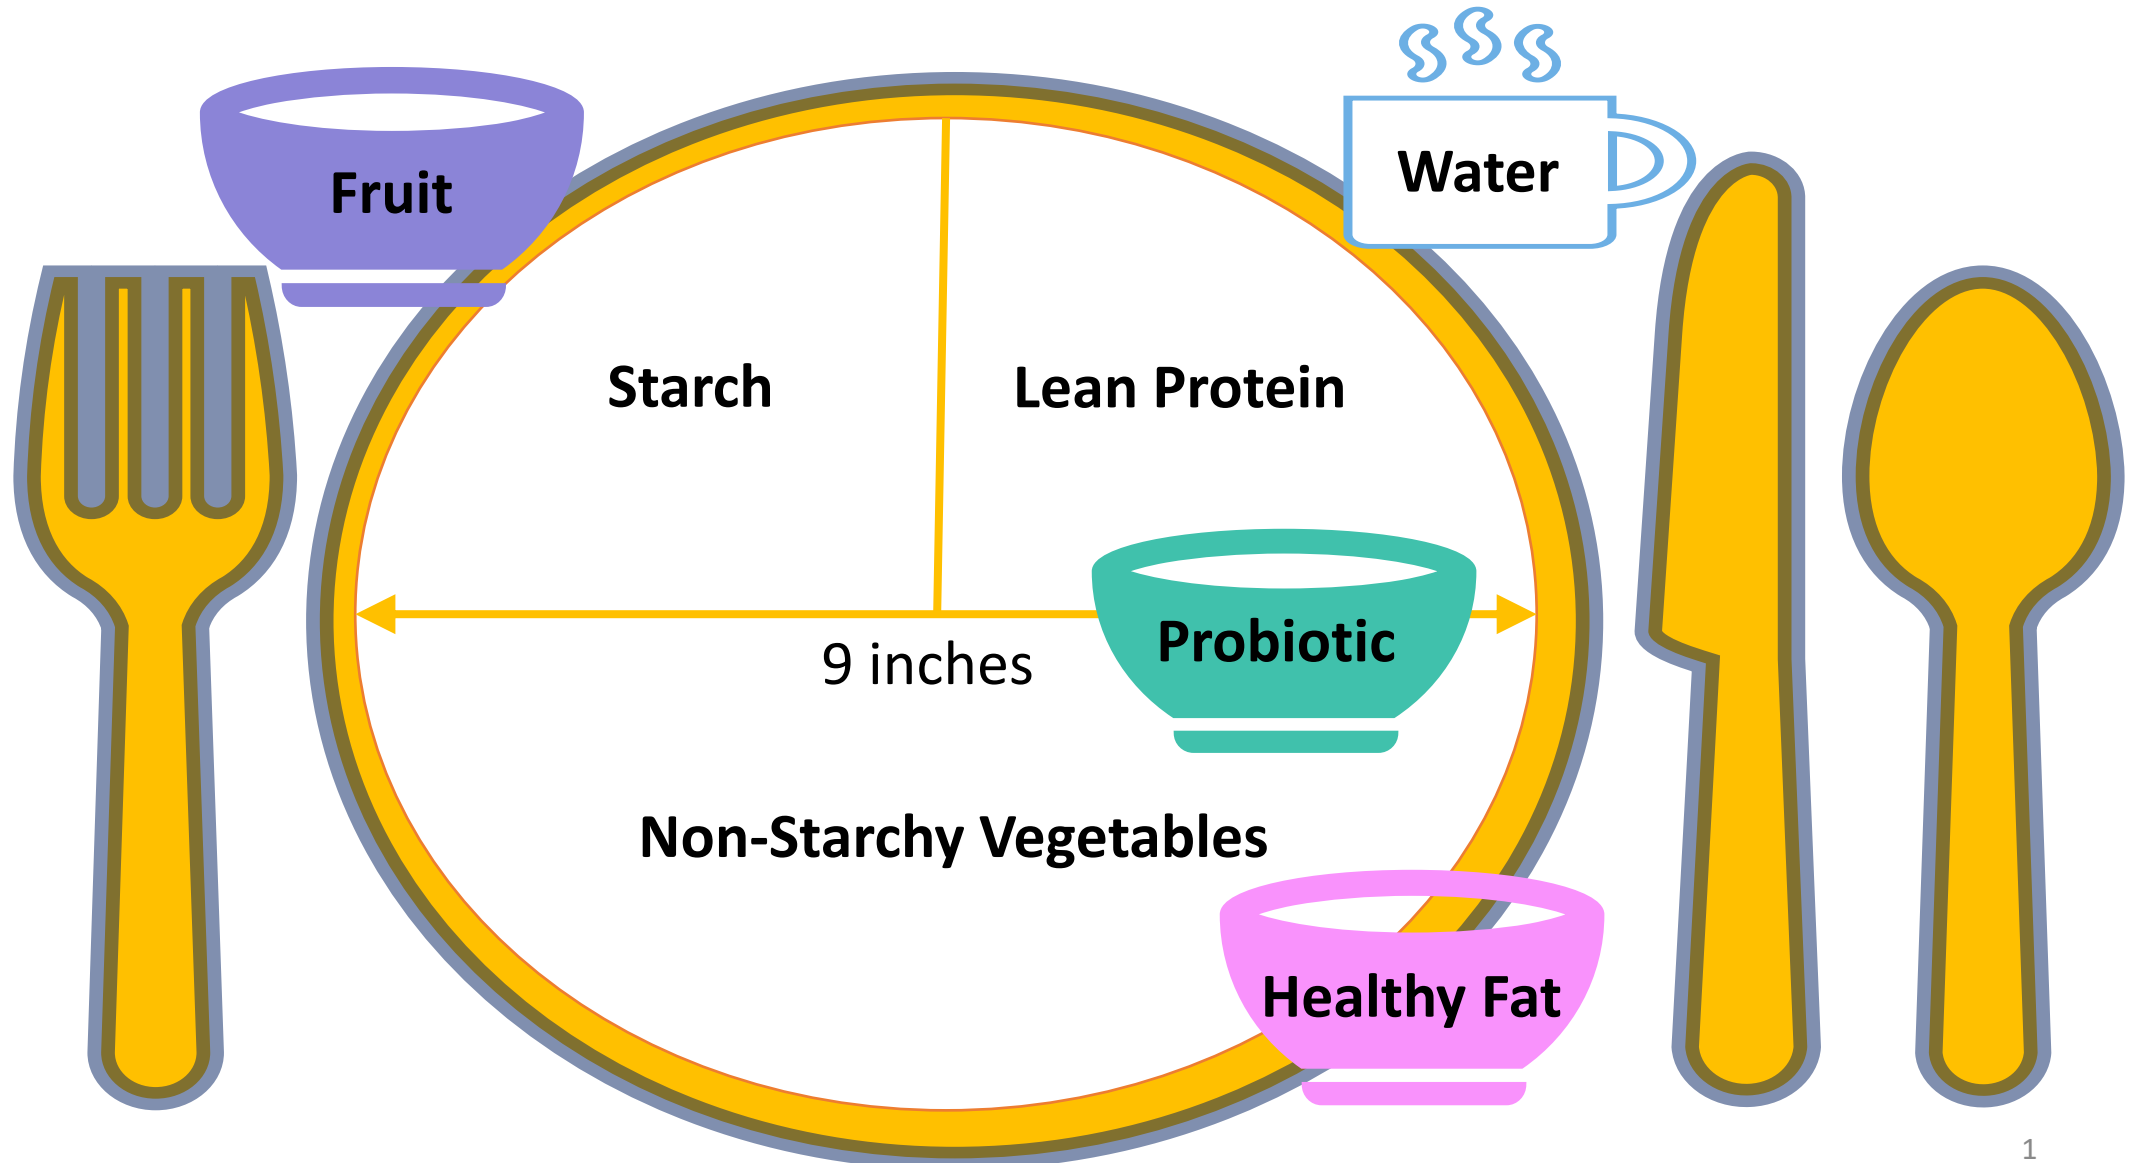 Water
Fruit
Starch
Lean Protein
Probiotic
9 inches
Non-Starchy Vegetables
Healthy Fat
1